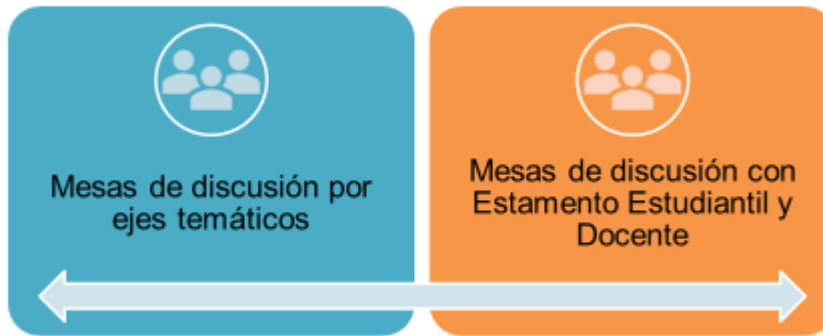 Mesas de discusión por
ejes temáticos
Mesas de discusión con
Estamento Estudiantil y
Docente